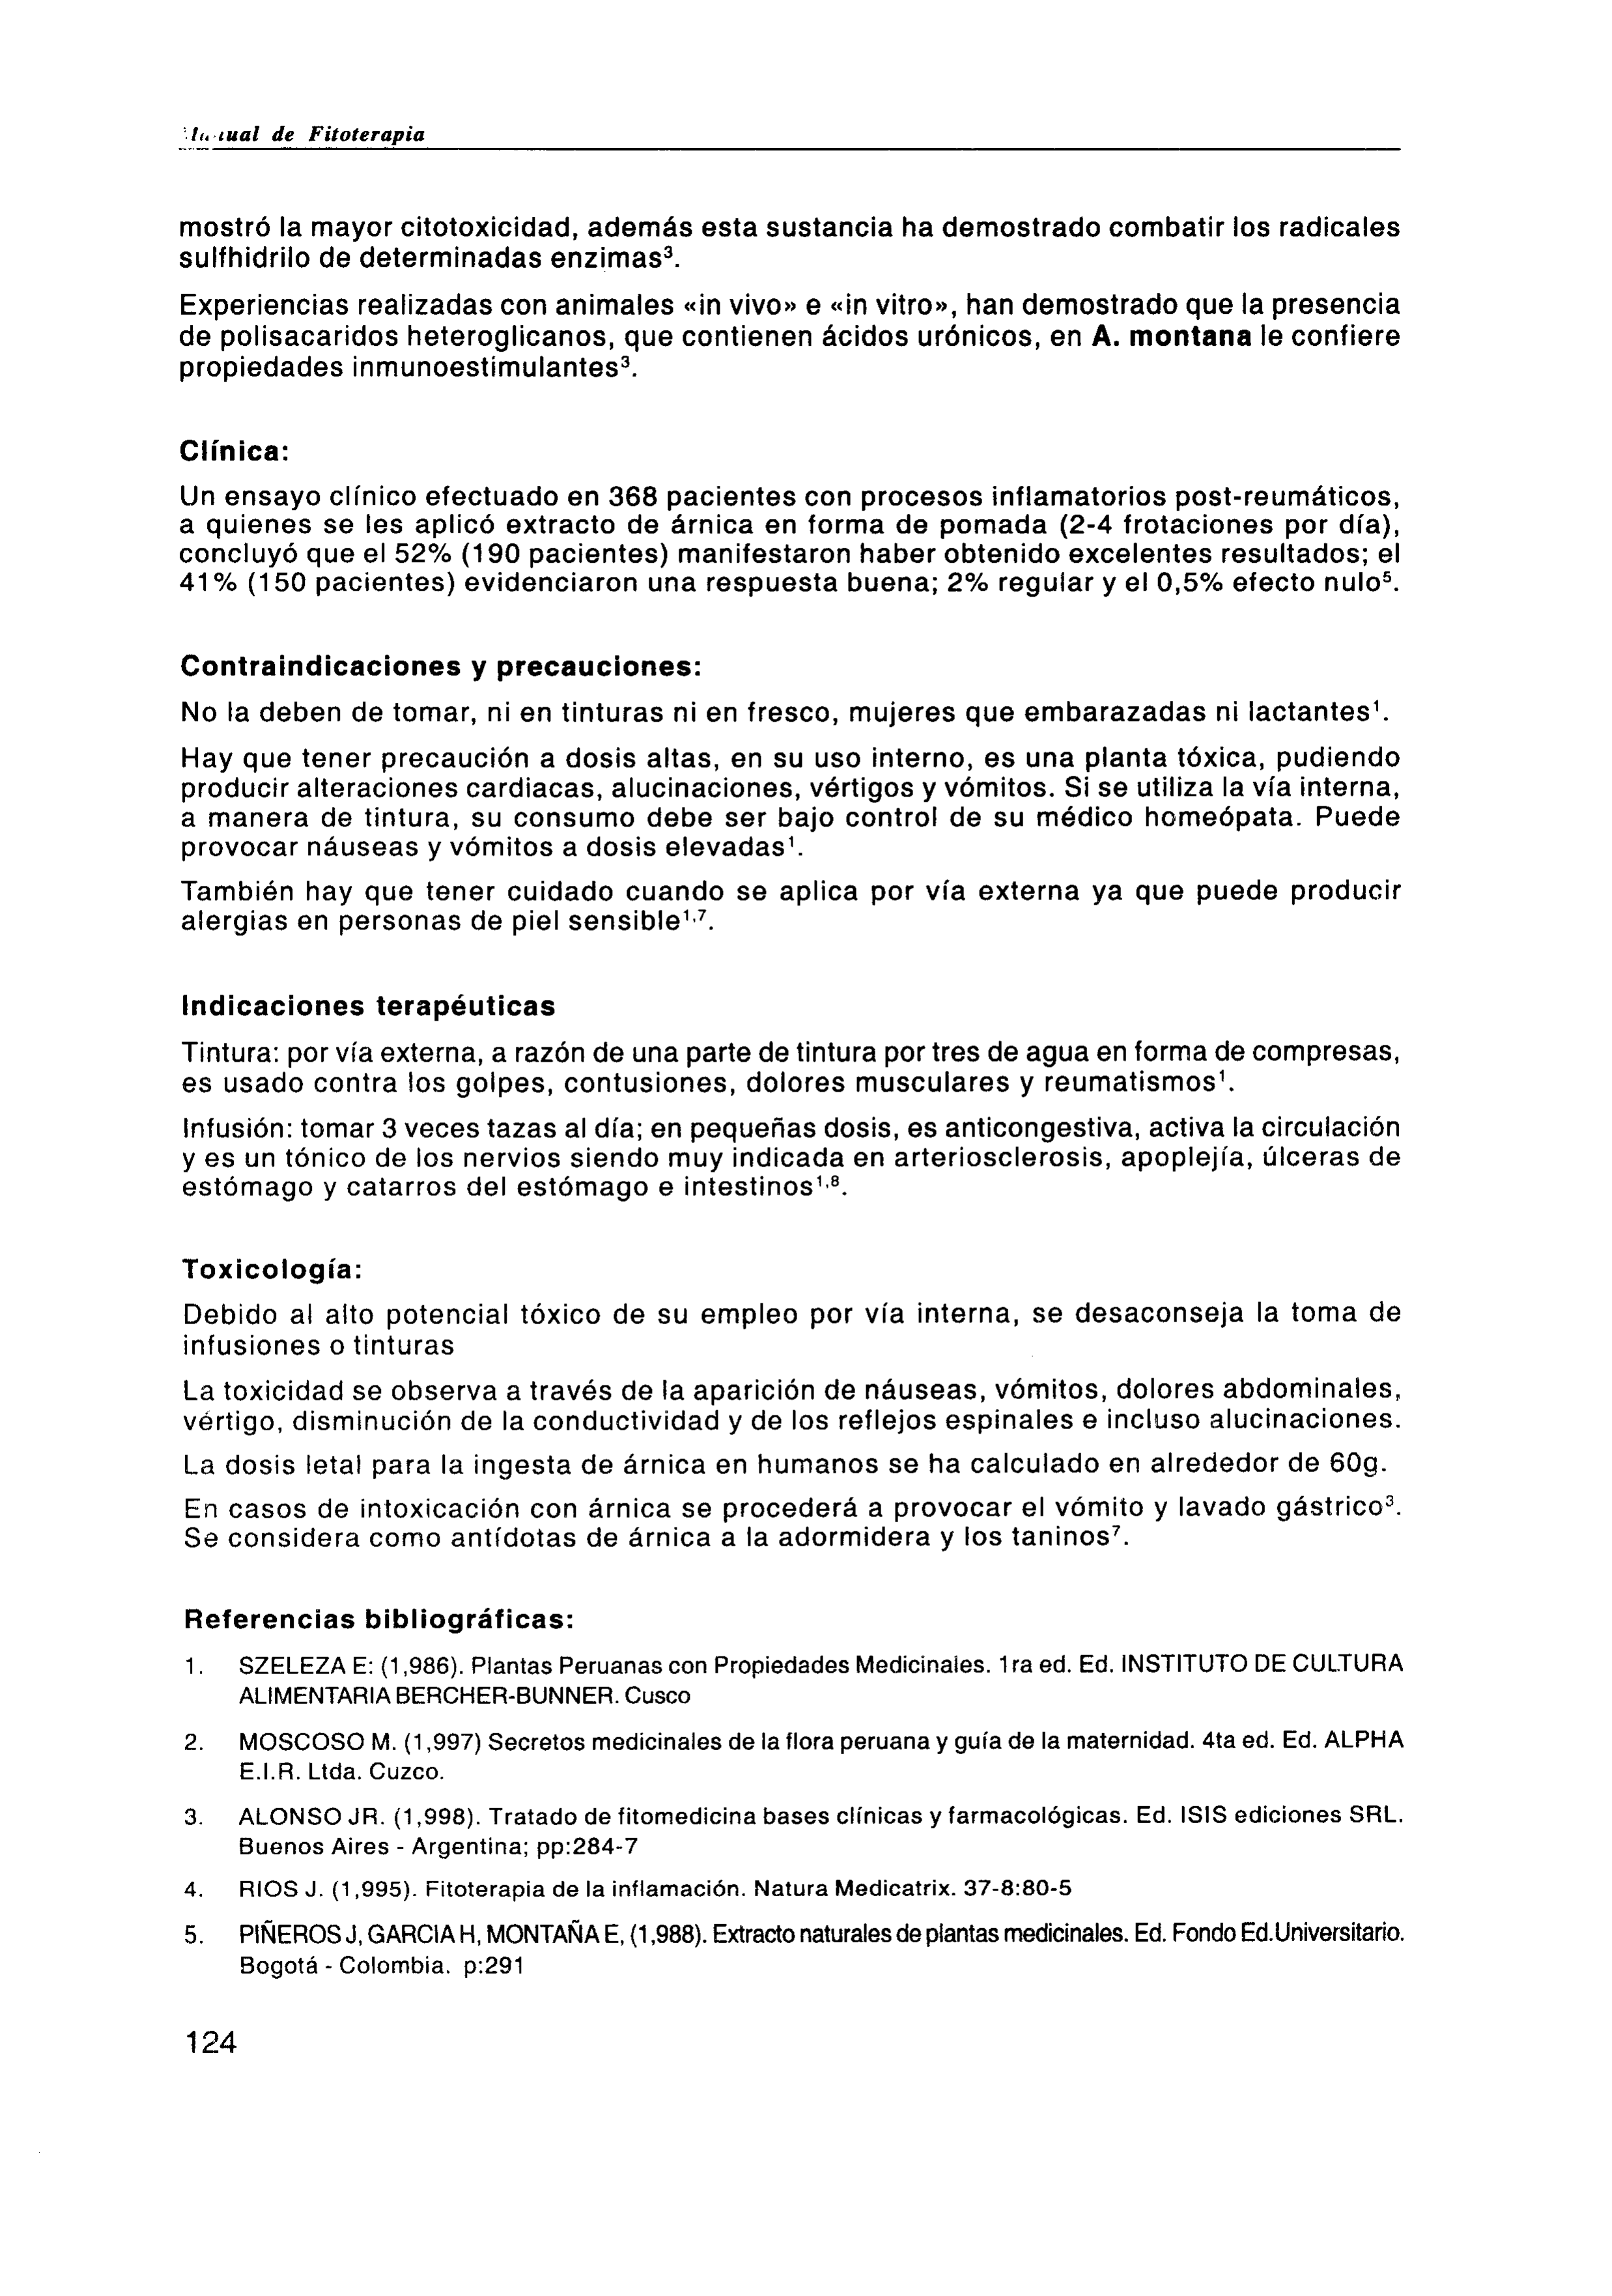 Manual de Fitoterapia
mostró la mayor citotoxicidad, además esta sustancia ha demostrado combatir los radicales
sulfhidrilo de determinadas enzimas³.
Experiencias realizadas con animales «in vivo» e «in vitro», han demostrado que la presencia
de polisacaridos heteroglicanos, que contienen ácidos urónicos, en A. montana le confiere
propiedades inmunoestimulantes³.
Clínica:
Un ensayo clínico efectuado en 368 pacientes con procesos inflamatorios post-reumáticos,
a quienes se les aplicó extracto de árnica en forma de pomada (2-4 frotaciones por día),
concluyó que el 52% (190 pacientes) manifestaron haber obtenido excelentes resultados; el
41% (150 pacientes) evidenciaron una respuesta buena; 2% regular y el 0,5% efecto nulo⁵.
Contraindicaciones y precauciones:
No la deben de tomar, ni en tinturas ni en fresco, mujeres que embarazadas ni lactantes¹.
Hay que tener precaución a dosis altas, en su uso interno, es una planta tóxica, pudiendo
producir alteraciones cardiacas, alucinaciones, vértigos y vómitos. Si se utiliza la vía interna,
a manera de tintura, su consumo debe ser bajo control de su médico homeópata. Puede
provocar náuseas y vómitos a dosis elevadas¹.
También hay que tener cuidado cuando se aplica por vía externa ya que puede producir
alergias en personas de piel sensible¹,⁷.
Indicaciones terapéuticas
Tintura: por vía externa, a razón de una parte de tintura por tres de agua en forma de compresas,
es usado contra los golpes, contusiones, dolores musculares y reumatismos¹.
Infusión: tomar 3 veces tazas al día; en pequeñas dosis, es anticongestiva, activa la circulación
y es un tónico de los nervios siendo muy indicada en arteriosclerosis, apoplejía, úlceras de
estómago y catarros del estómago e intestinos¹,⁸.
Toxicología:
Debido al alto potencial tóxico de su empleo por vía interna, se desaconseja la toma de
infusiones o tinturas
La toxicidad se observa a través de la aparición de náuseas, vómitos, dolores abdominales,
vértigo, disminución de la conductividad y de los reflejos espinales e incluso alucinaciones.
La dosis letal para la ingesta de árnica en humanos se ha calculado en alrededor de 60g.
En casos de intoxicación con árnica se procederá a provocar el vómito y lavado gástrico³.
Se considera como antídotas de árnica a la adormidera y los taninos⁷.
Referencias bibliográficas:
1. SZELEZA E: (1,986). Plantas Peruanas con Propiedades Medicinales. 1ra ed. Ed. INSTITUTO DE CULTURA
ALIMENTARIA BERCHER-BUNNER. Cusco
2. MOSCOSO M. (1,997) Secretos medicinales de la flora peruana y guía de la maternidad. 4ta ed. Ed. ALPHA
E.I.R. Ltda. Cuzco.
3. ALONSO JR. (1,998). Tratado de fitomedicina bases clínicas y farmacológicas. Ed. ISIS ediciones SRL.
Buenos Aires - Argentina; pp:284-7
4. RIOS J. (1,995). Fitoterapia de la inflamación. Natura Medicatrix. 37-8:80-5
5. PIÑEROS J, GARCIA H, MONTAÑA E, (1,988). Extracto naturales de plantas medicinales. Ed. Fondo Ed.Universitario.
Bogotá - Colombia. p:291
124